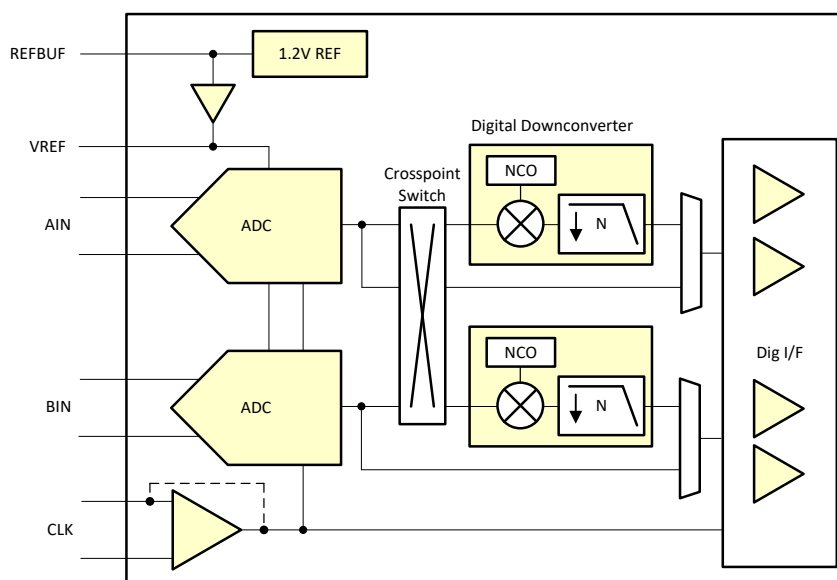 REFBUF
1.2V REF
VREF
Digital Downconverter
Crosspoint
Switch
NCO
AIN
ADC
N
NCO
Dig I/F
BIN
ADC
N
CLK